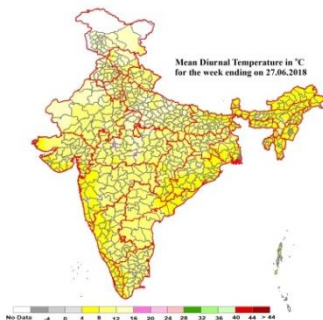 Mean Diurnal Temperature in °C
for the week ending on 27.06.2018
No Data -4 0 4 8 12 16 20 24 28 32 36 40 44 > 44